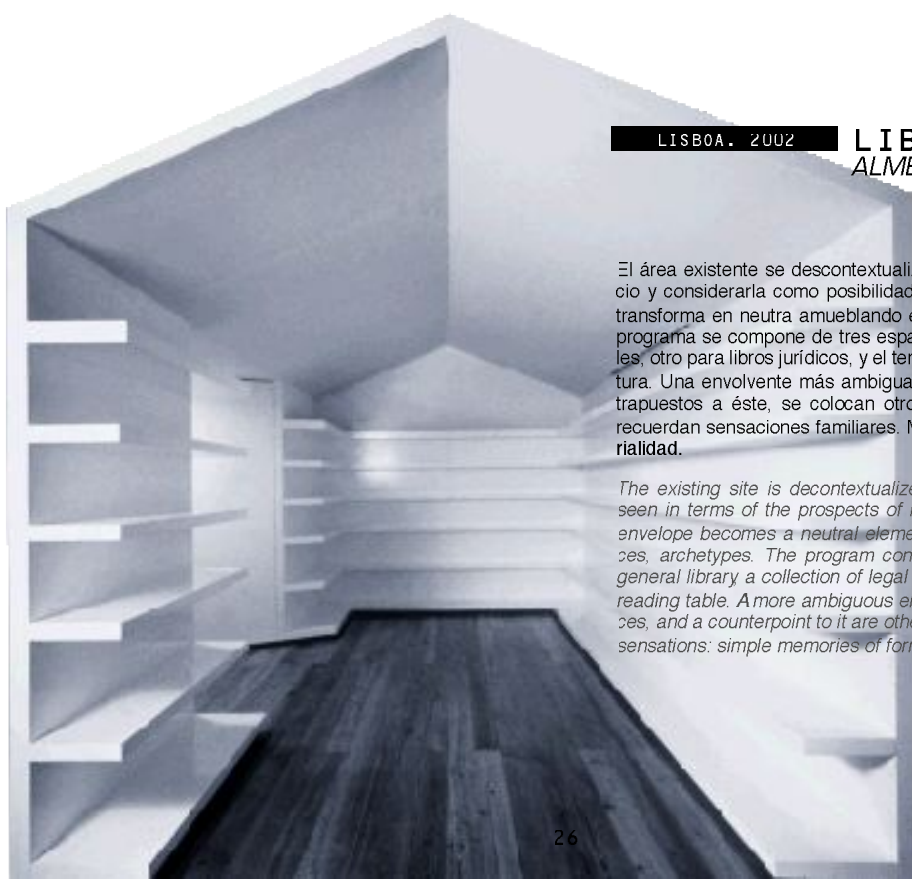 LISBOA. 2002
LIB
ALME
El área existente se descontextualiz
cio y considerarla como posibilidad
transforma en neutra amueblando e
programa se compone de tres espa
les, otro para libros jurídicos, y el ter
tura. Una envolvente más ambigua
trapuestos a éste, se colocan otro
recuerdan sensaciones familiares. M
rialidad.
The existing site is decontextualize
seen in terms of the prospects of
envelope becomes a neutral eleme
ces, archetypes. The program con
general library, a collection of legal
reading table. A more ambiguous en
ces, and a counterpoint to it are othe
sensations: simple memories of for
26